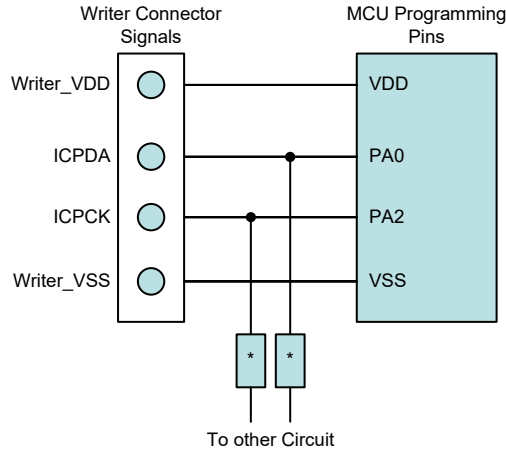 Writer Connector
Signals
MCU Programming
Pins
Writer_VDD
VDD
ICPDA
PA0
ICPCK
PA2
Writer_VSS
VSS
* *
To other Circuit